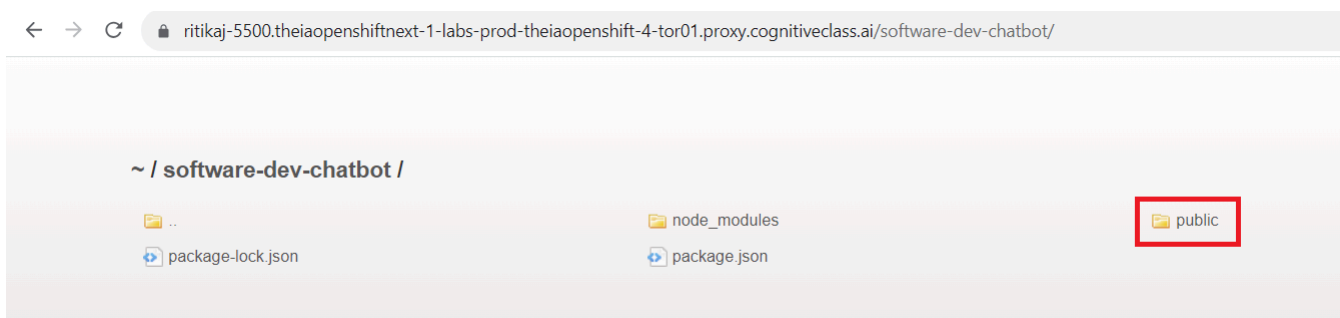 ritikaj-5500.theiaopenshiftnext-1-labs-prod-theiaopenshift-4-tor01.proxy.cognitiveclass.ai/software-dev-chatbot/
~ / software-dev-chatbot /
.. node_modules public
package-lock.json package.json